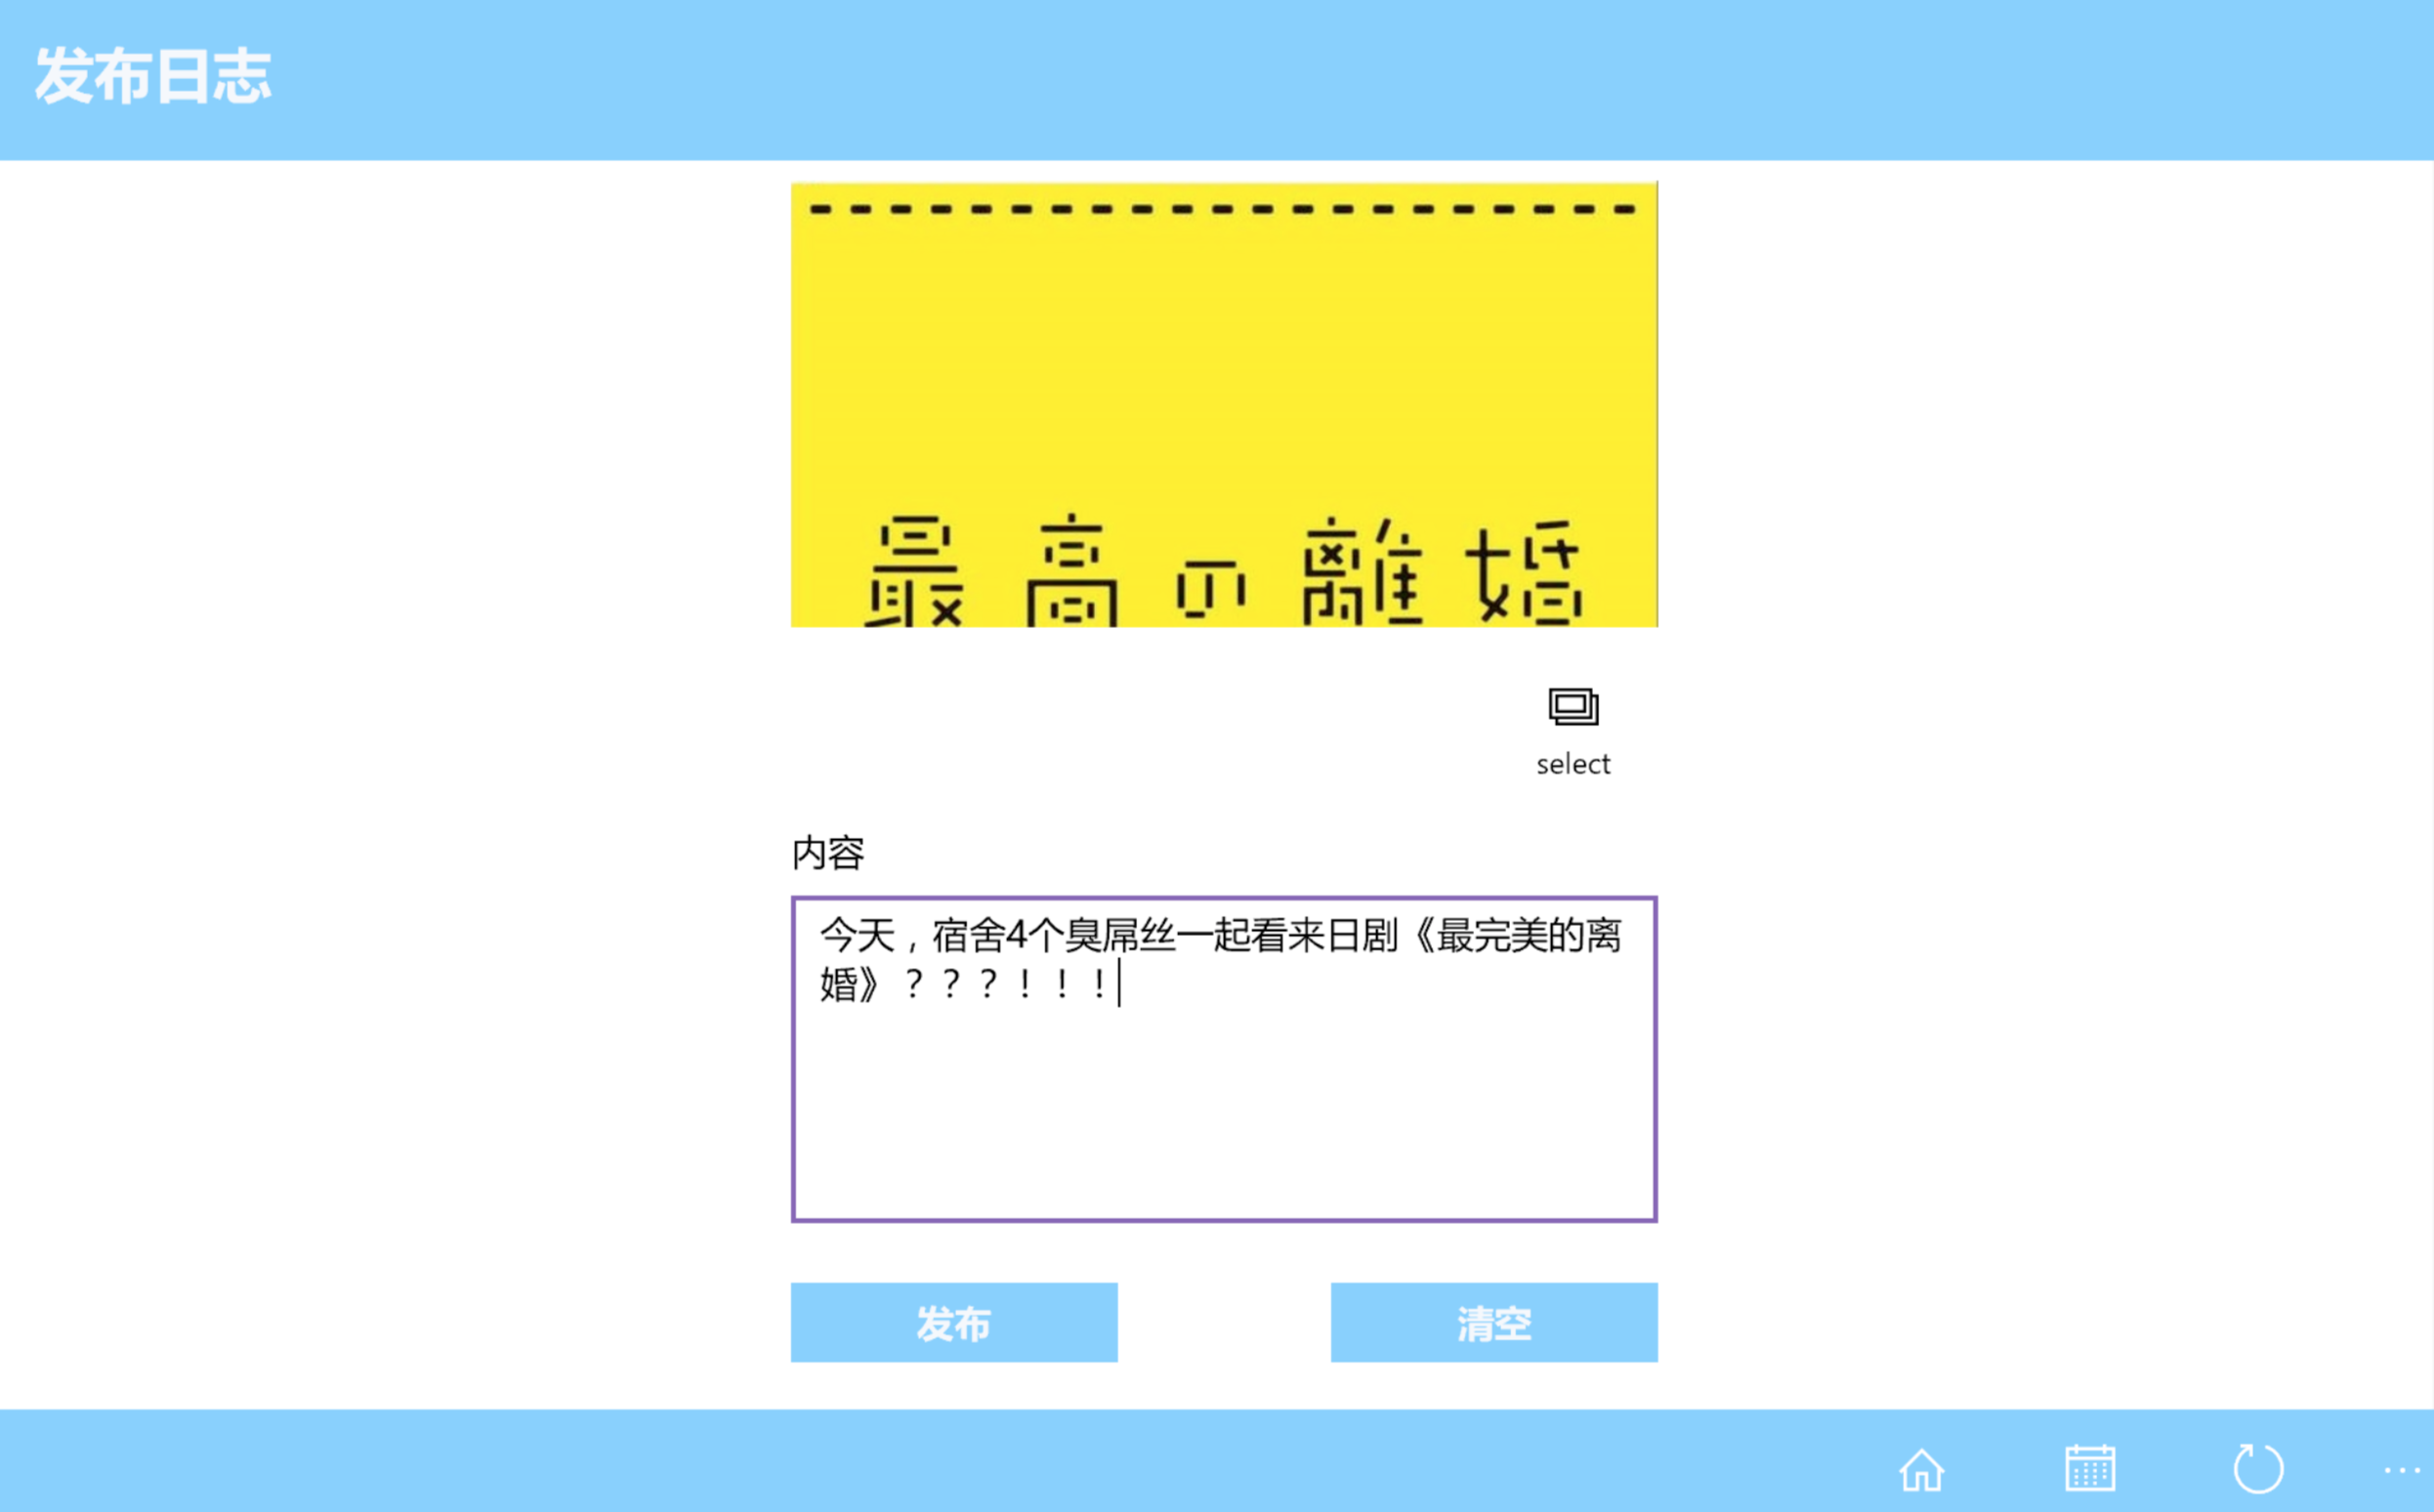 发布日志
最高の離婚
select
内容
今天，宿舍4个臭屌丝一起看来日剧《最完美的离
婚》？？？！！！
发布
清空